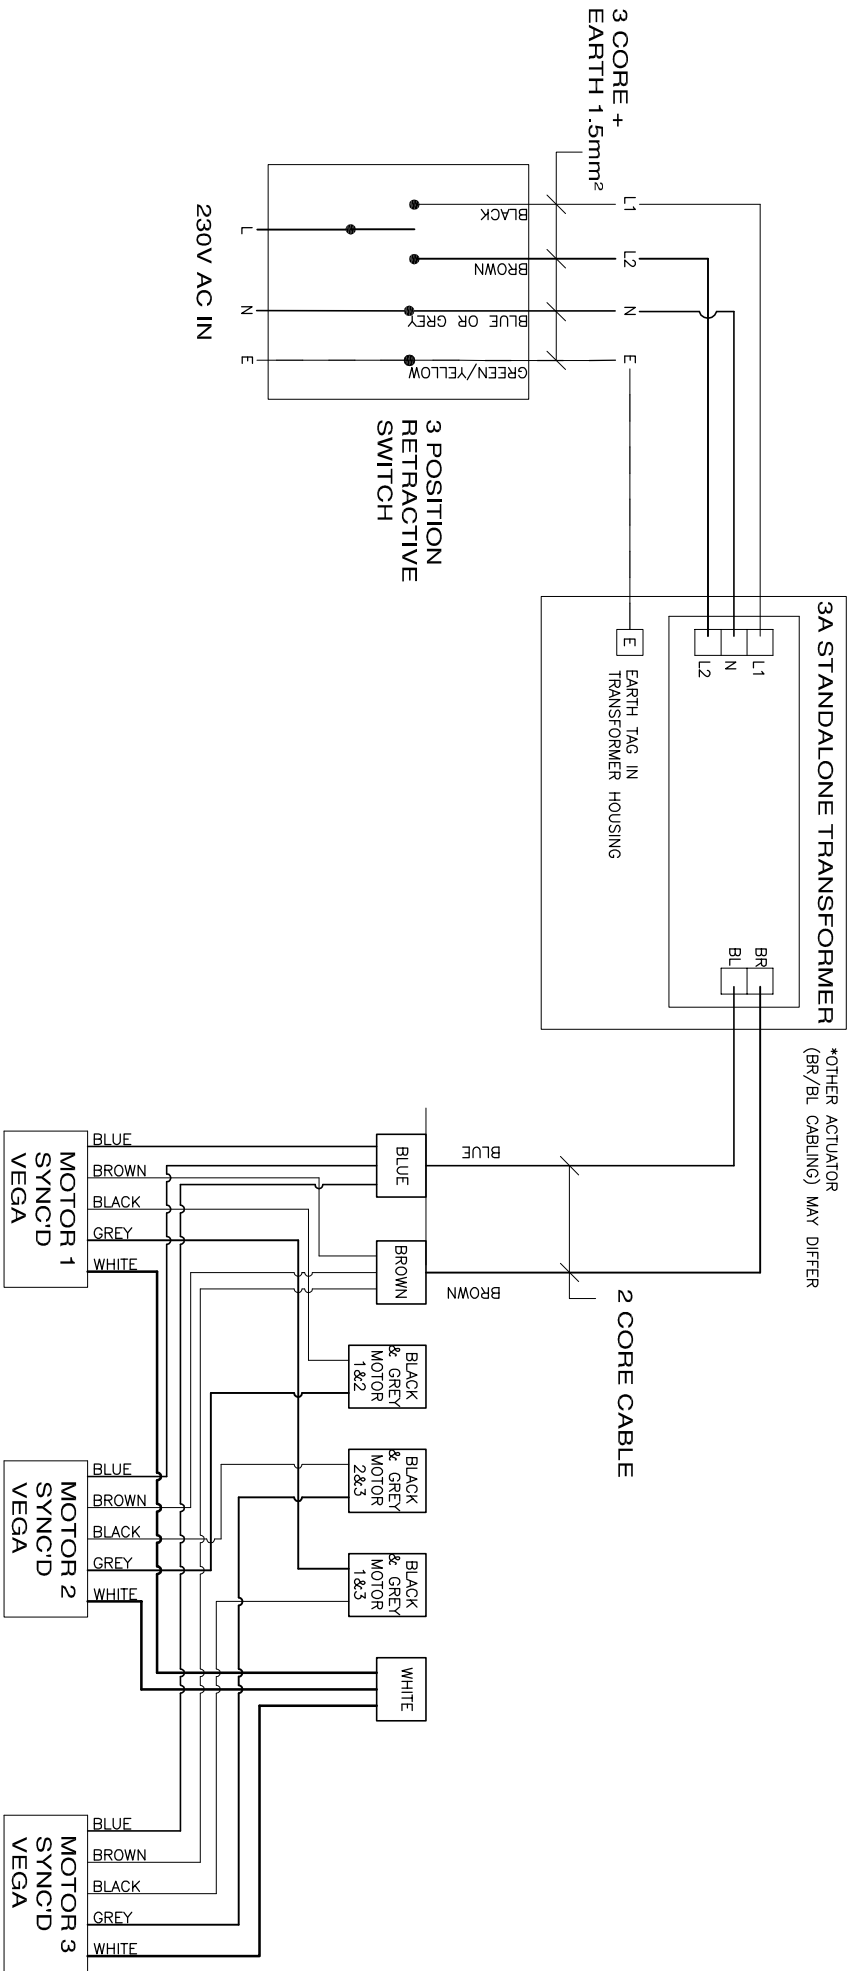 3 CORE +
EARTH 1.5mm²
L1
L2
N
E
BLACK
BROWN
BLUE OR GREY
GREEN/YELLOW
L
N
E
230V AC IN
3 POSITION
RETRACTIVE
SWITCH
3A STANDALONE TRANSFORMER
L1
N
L2
E
EARTH TAG IN
TRANSFORMER HOUSING
BR
BL
*OTHER ACTUATOR
(BR/BL CABLING) MAY DIFFER
BLUE
BROWN
2 CORE CABLE
BLUE
BROWN
BLACK
& GREY
MOTOR
1&2
BLACK
& GREY
MOTOR
2&3
BLACK
& GREY
MOTOR
1&3
WHITE
BLUE
BROWN
BLACK
GREY
WHITE
MOTOR 1
SYNC'D
VEGA
BLUE
BROWN
BLACK
GREY
WHITE
MOTOR 2
SYNC'D
VEGA
BLUE
BROWN
BLACK
GREY
WHITE
MOTOR 3
SYNC'D
VEGA